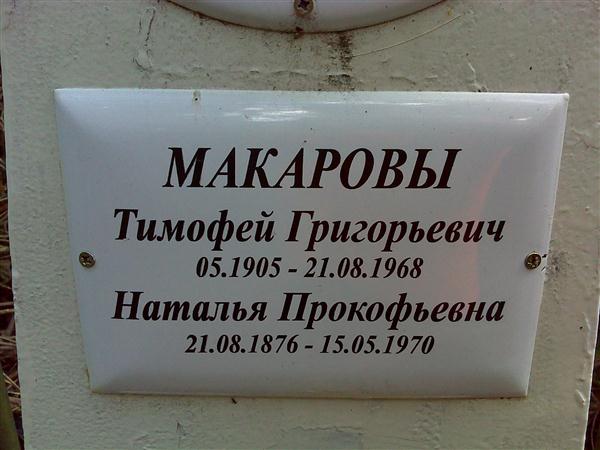 МАКАРОВЫ
Тимофей Григорьевич
05.1905 - 21.08.1968
Наталья Прокофьевна
21.08.1876 - 15.05.1970